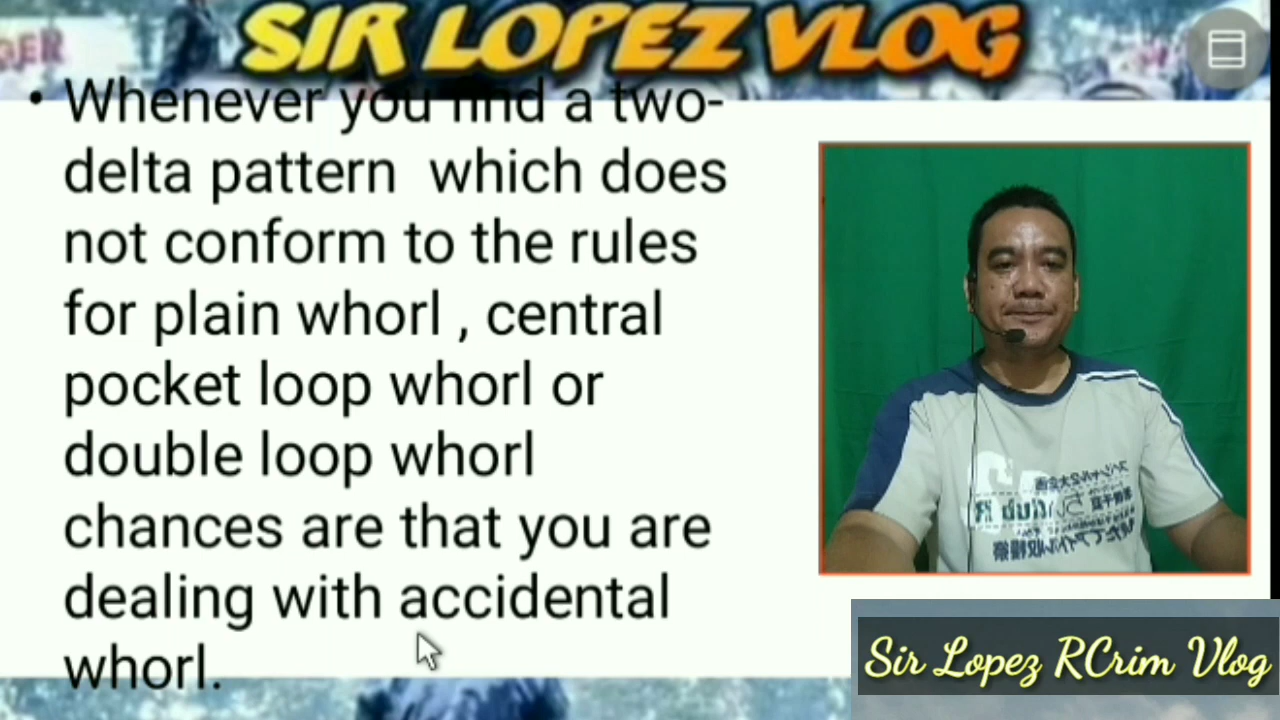 SIR LOPEZ VLOG
• Whenever you find a two-
delta pattern which does
not conform to the rules
for plain whorl , central
pocket loop whorl or
double loop whorl
chances are that you are
dealing with accidental
whorl.
Sir Lopez RCrim Vlog